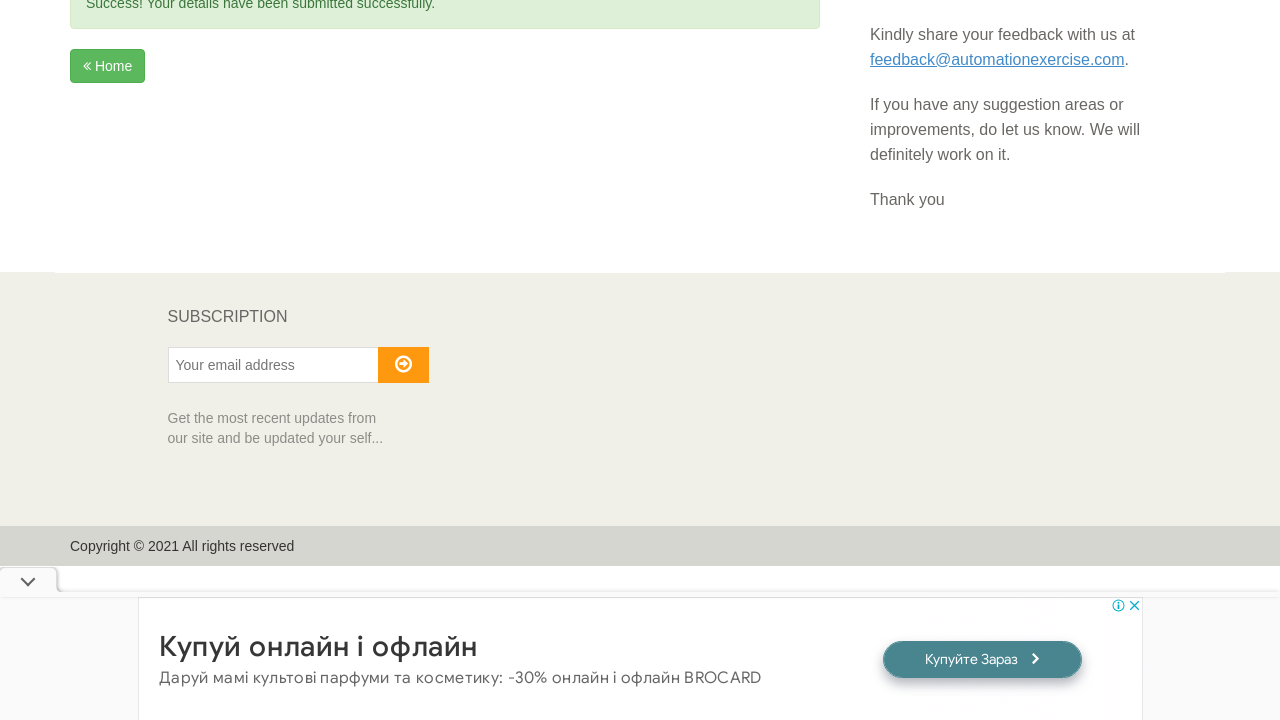 Success! Your details have been submitted successfully.
« Home
Kindly share your feedback with us at
feedback@automationexercise.com.
If you have any suggestion areas or
improvements, do let us know. We will
definitely work on it.
Thank you
SUBSCRIPTION
Your email address
Get the most recent updates from
our site and be updated your self...
Copyright © 2021 All rights reserved
Купуй онлайн і офлайн
Даруй мамі культові парфуми та косметику: -30% онлайн і офлайн BROCARD
Купуйте Зараз